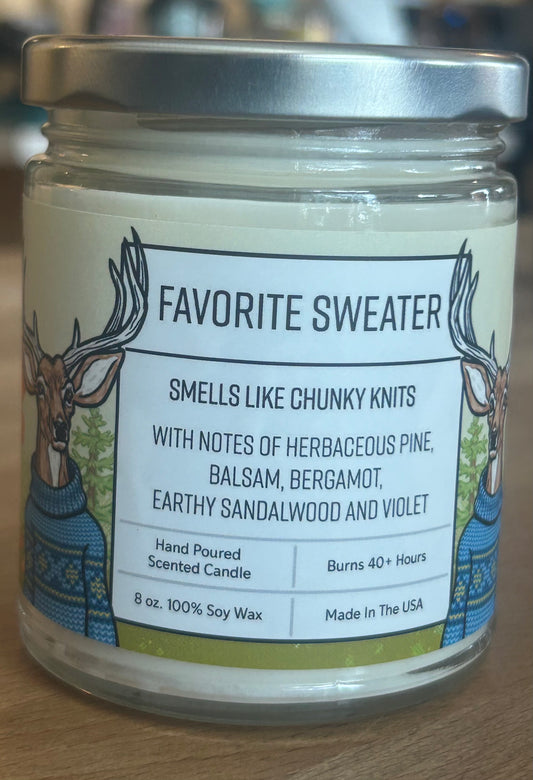 FAVORITE SWEATER
SMELLS LIKE CHUNKY KNITS
WITH NOTES OF HERBACEOUS PINE,
BALSAM, BERGAMOT,
EARTHY SANDALWOOD AND VIOLET
Hand Poured
Scented Candle
Burns 40+ Hours
8 oz. 100% Soy Wax
Made In The USA